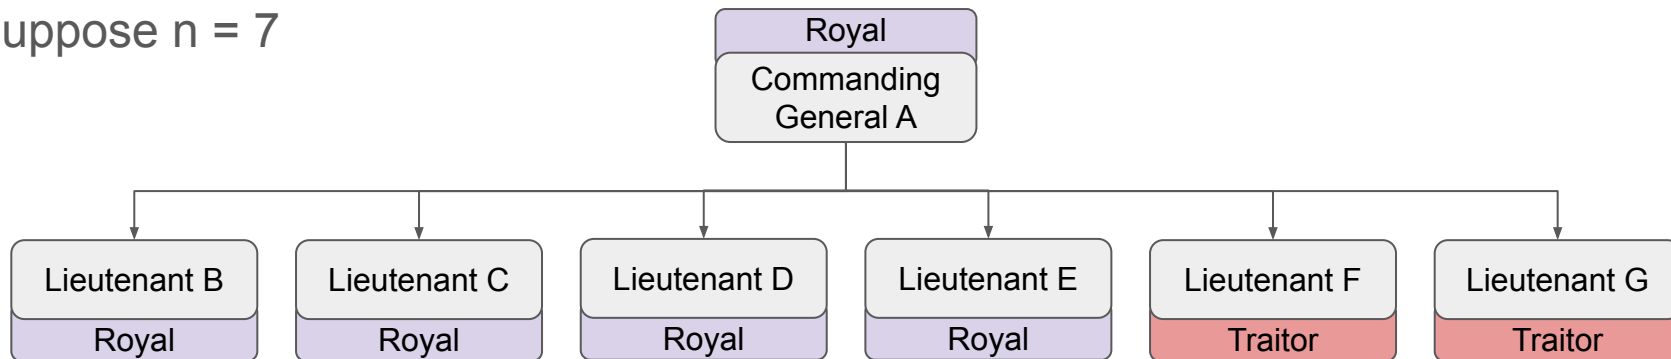 uppose n = 7
Royal
Commanding
General A
Lieutenant B
Lieutenant C
Lieutenant D
Lieutenant E
Lieutenant F
Lieutenant G
Royal
Royal
Royal
Royal
Traitor
Traitor